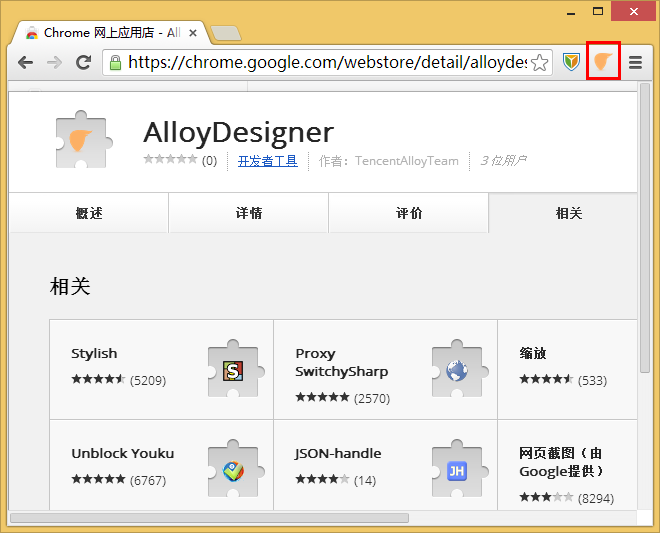 Chrome 网上应用店 - All
https://chrome.google.com/webstore/detail/alloydes
AlloyDesigner
(0) 开发者工具 作者：TencentAlloyTeam 3 位用户
概述 详情 评价 相关
相关
Stylish
(5209)
Proxy
SwitchySharp
(2570)
缩放
(533)
Unblock Youku
(6767)
JSON-handle
JH
(14)
网页截图（由
Google提供）
(8294)